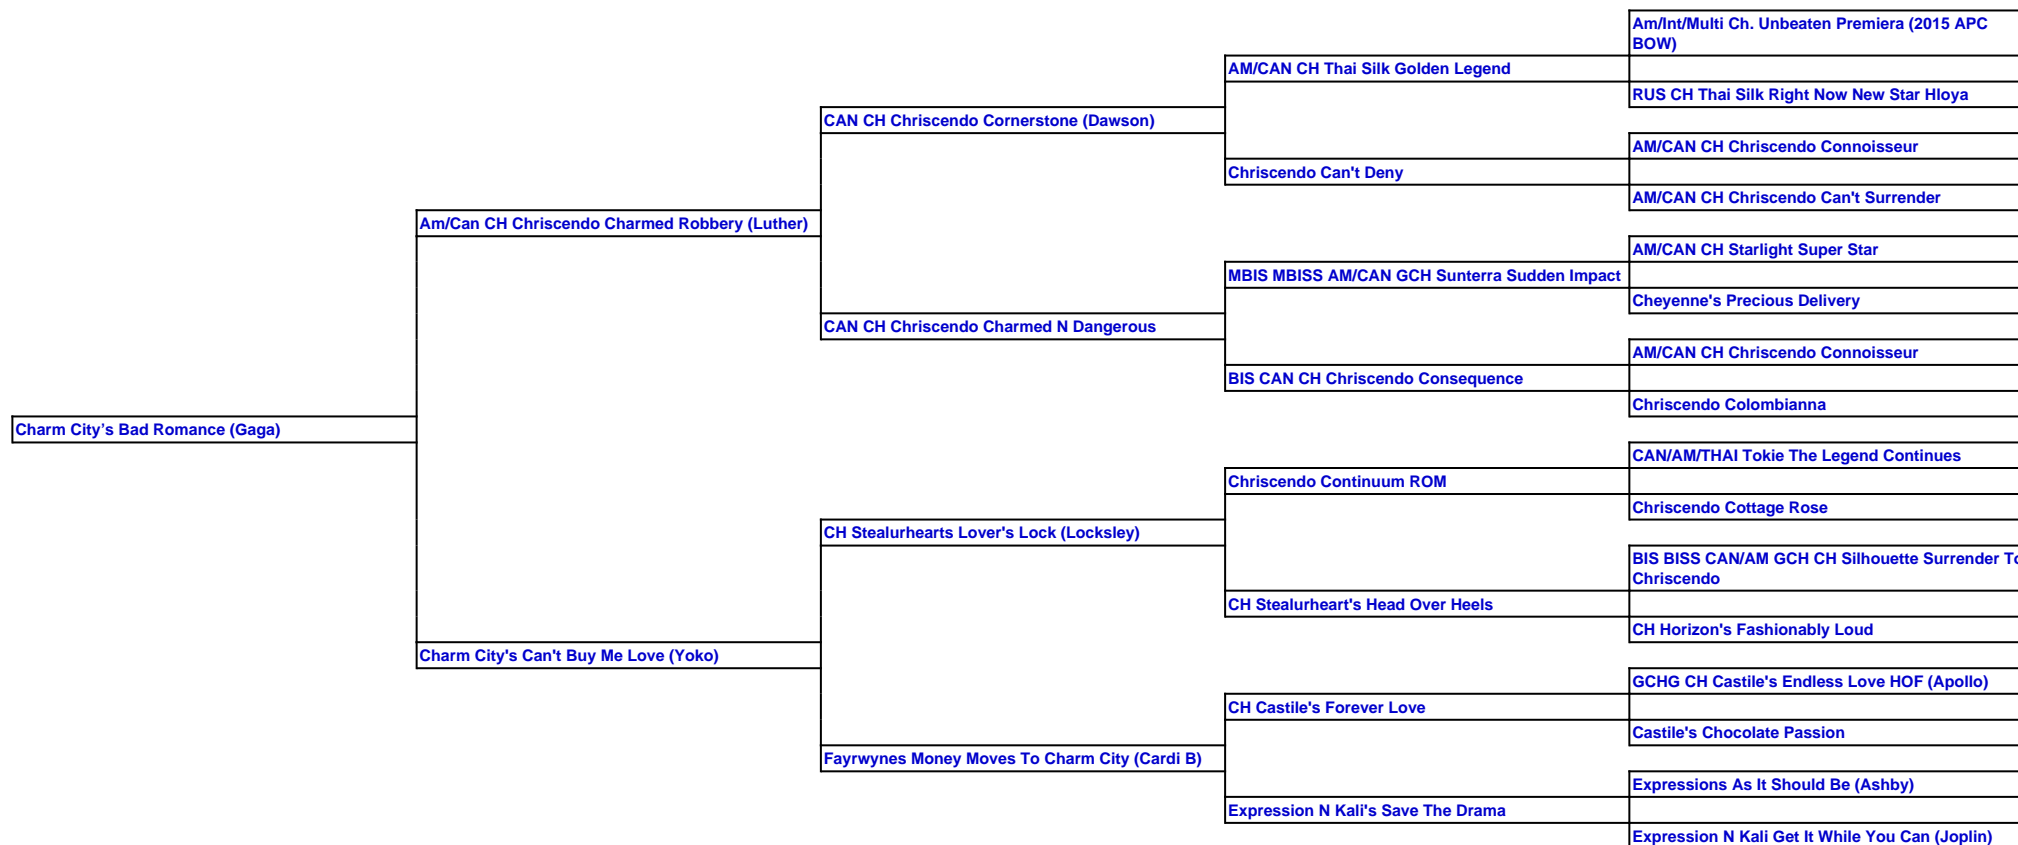 Am/Int/Multi Ch. Unbeaten Premiera (2015 APC
BOW)
AM/CAN CH Thai Silk Golden Legend
RUS CH Thai Silk Right Now New Star Hloya
CAN CH Chriscendo Cornerstone (Dawson)
AM/CAN CH Chriscendo Connoisseur
Chriscendo Can't Deny
AM/CAN CH Chriscendo Can't Surrender
Am/Can CH Chriscendo Charmed Robbery (Luther)
AM/CAN CH Starlight Super Star
MBIS MBISS AM/CAN GCH Sunterra Sudden Impact
Cheyenne's Precious Delivery
CAN CH Chriscendo Charmed N Dangerous
AM/CAN CH Chriscendo Connoisseur
BIS CAN CH Chriscendo Consequence
Chriscendo Colombianna
Charm City’s Bad Romance (Gaga)
CAN/AM/THAI Tokie The Legend Continues
Chriscendo Continuum ROM
Chriscendo Cottage Rose
CH Stealurhearts Lover's Lock (Locksley)
BIS BISS CAN/AM GCH CH Silhouette Surrender To
Chriscendo
CH Stealurheart's Head Over Heels
CH Horizon's Fashionably Loud
Charm City's Can't Buy Me Love (Yoko)
GCHG CH Castile's Endless Love HOF (Apollo)
CH Castile's Forever Love
Castile's Chocolate Passion
Fayrwynes Money Moves To Charm City (Cardi B)
Expressions As It Should Be (Ashby)
Expression N Kali's Save The Drama
Expression N Kali Get It While You Can (Joplin)